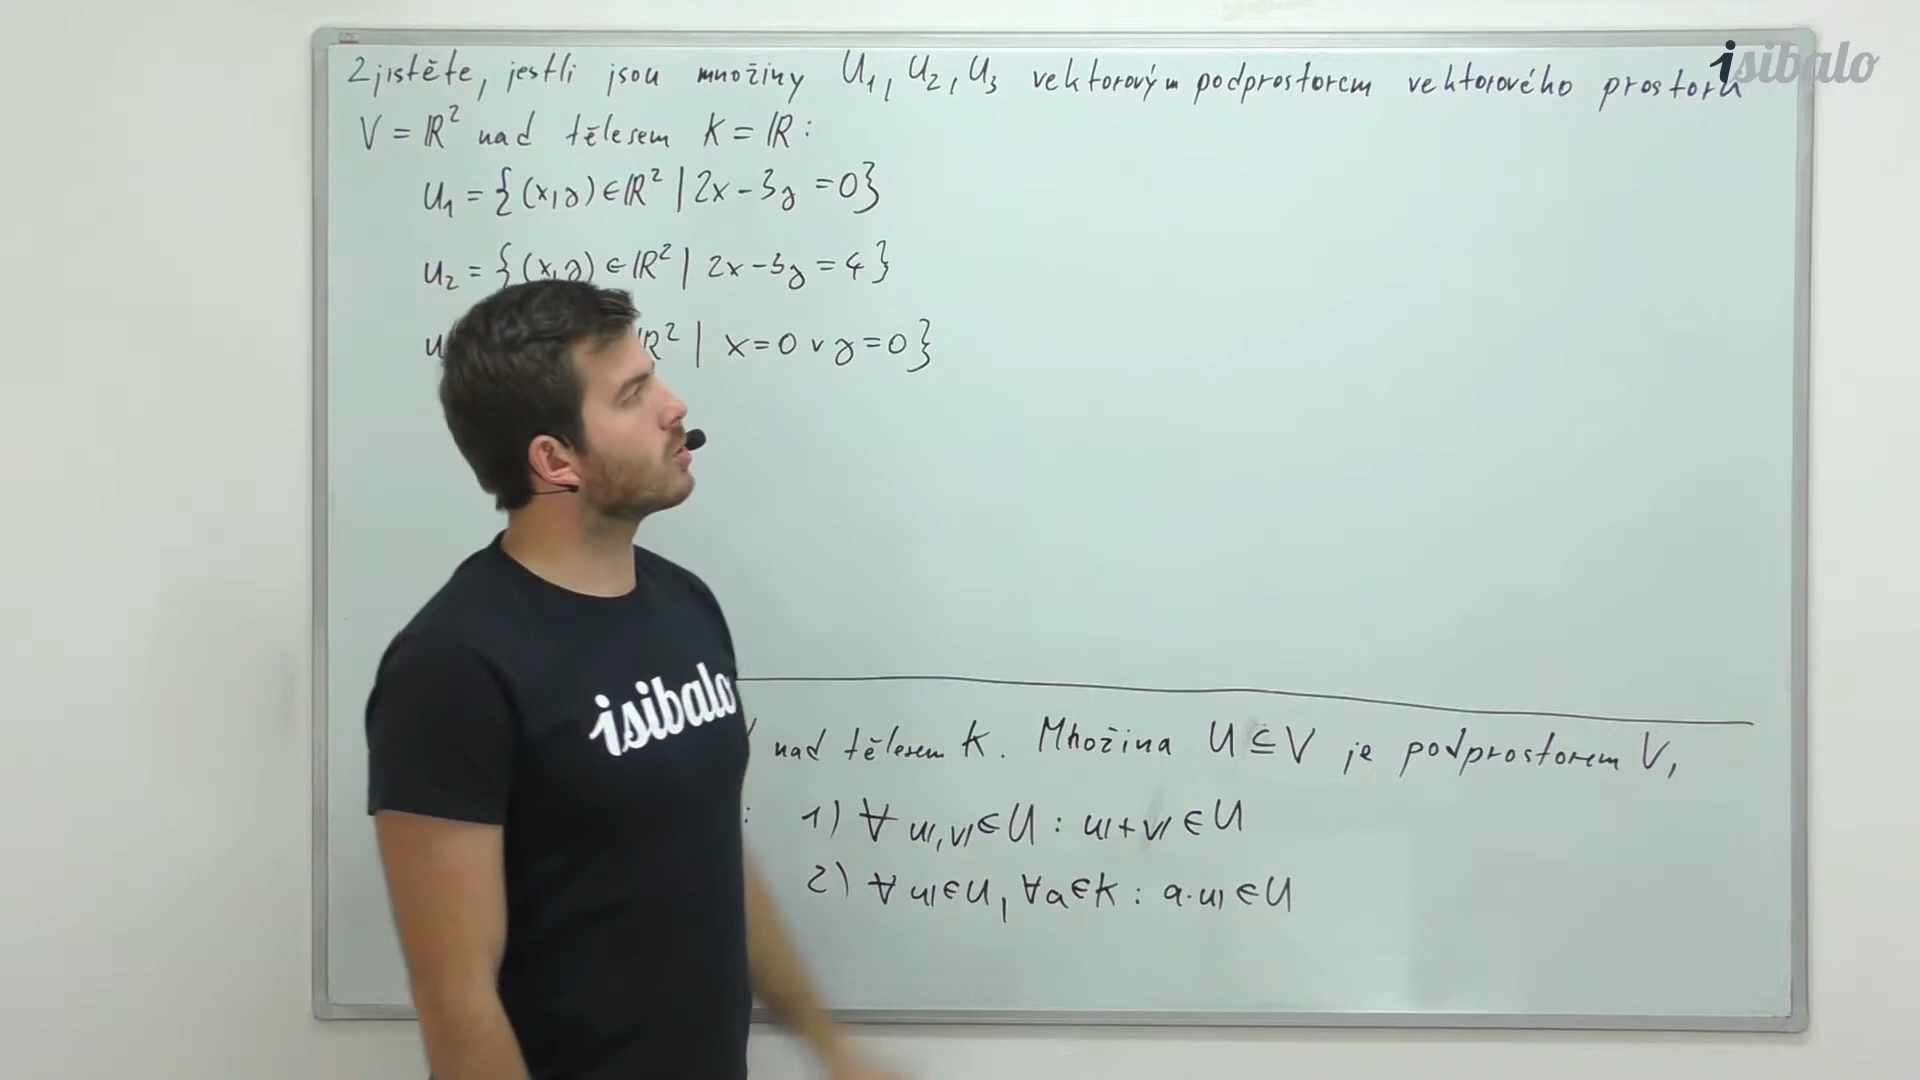 Zjistěte, jestli jsou množiny U₁, U₂, U₃ vektorovým podprostorem vektorového prostoru
isibalo
V = ℝ² nad tělesem K = ℝ :
U₁ = {(x,y) ∈ ℝ² | 2x - 3y = 0}
U₂ = {(x,y) ∈ ℝ² | 2x - 3y = 4}
U ℝ² | x = 0 ∨ y = 0}
isibalo
nad tělesem K. Množina U ⊆ V je podprostorem V,
: 1) ∀ u, v ∈ U : u + v ∈ U
2) ∀ u ∈ U, ∀ a ∈ K : a · u ∈ U